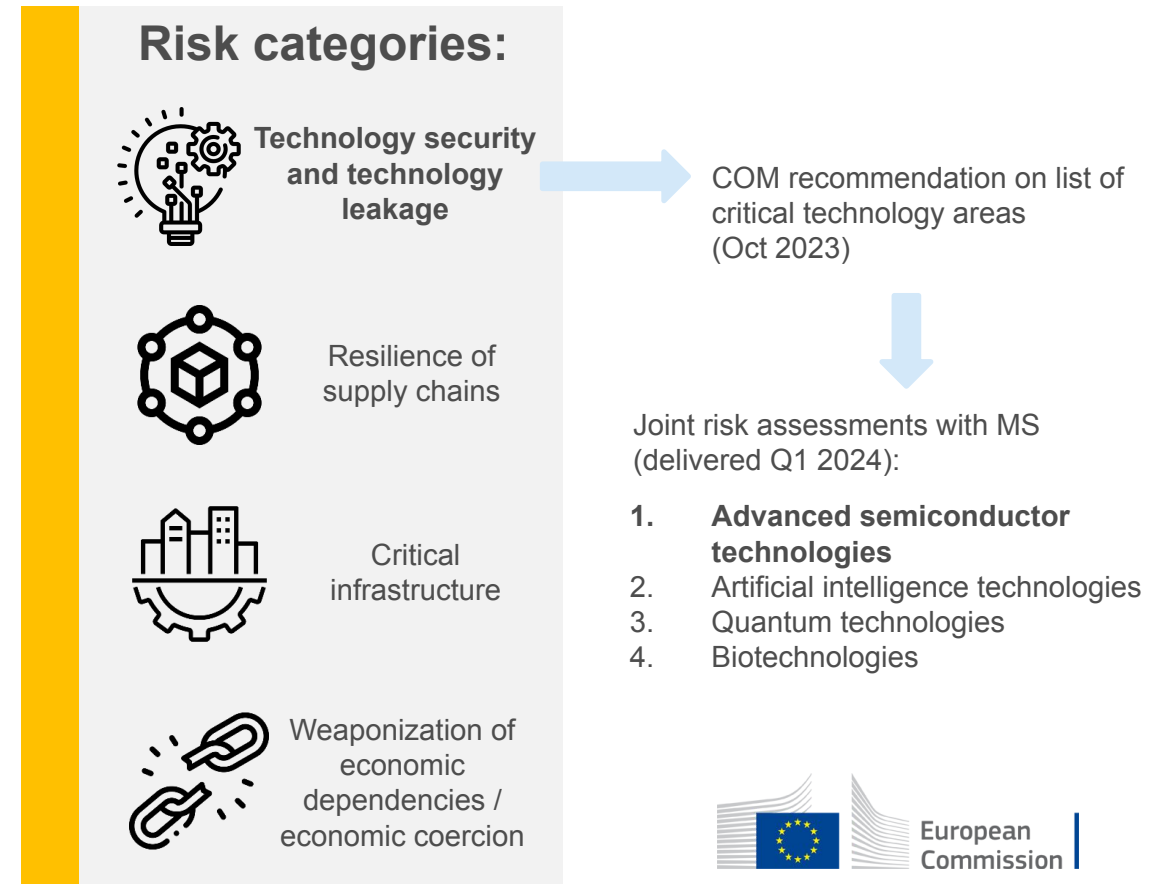 Risk categories:
Technology security
and technology
leakage
Resilience of
supply chains
Critical
infrastructure
Weaponization of
economic
dependencies /
economic coercion
COM recommendation on list of
critical technology areas
(Oct 2023)
Joint risk assessments with MS
(delivered Q1 2024):
1. Advanced semiconductor
technologies
2. Artificial intelligence technologies
3. Quantum technologies
4. Biotechnologies
European
Commission